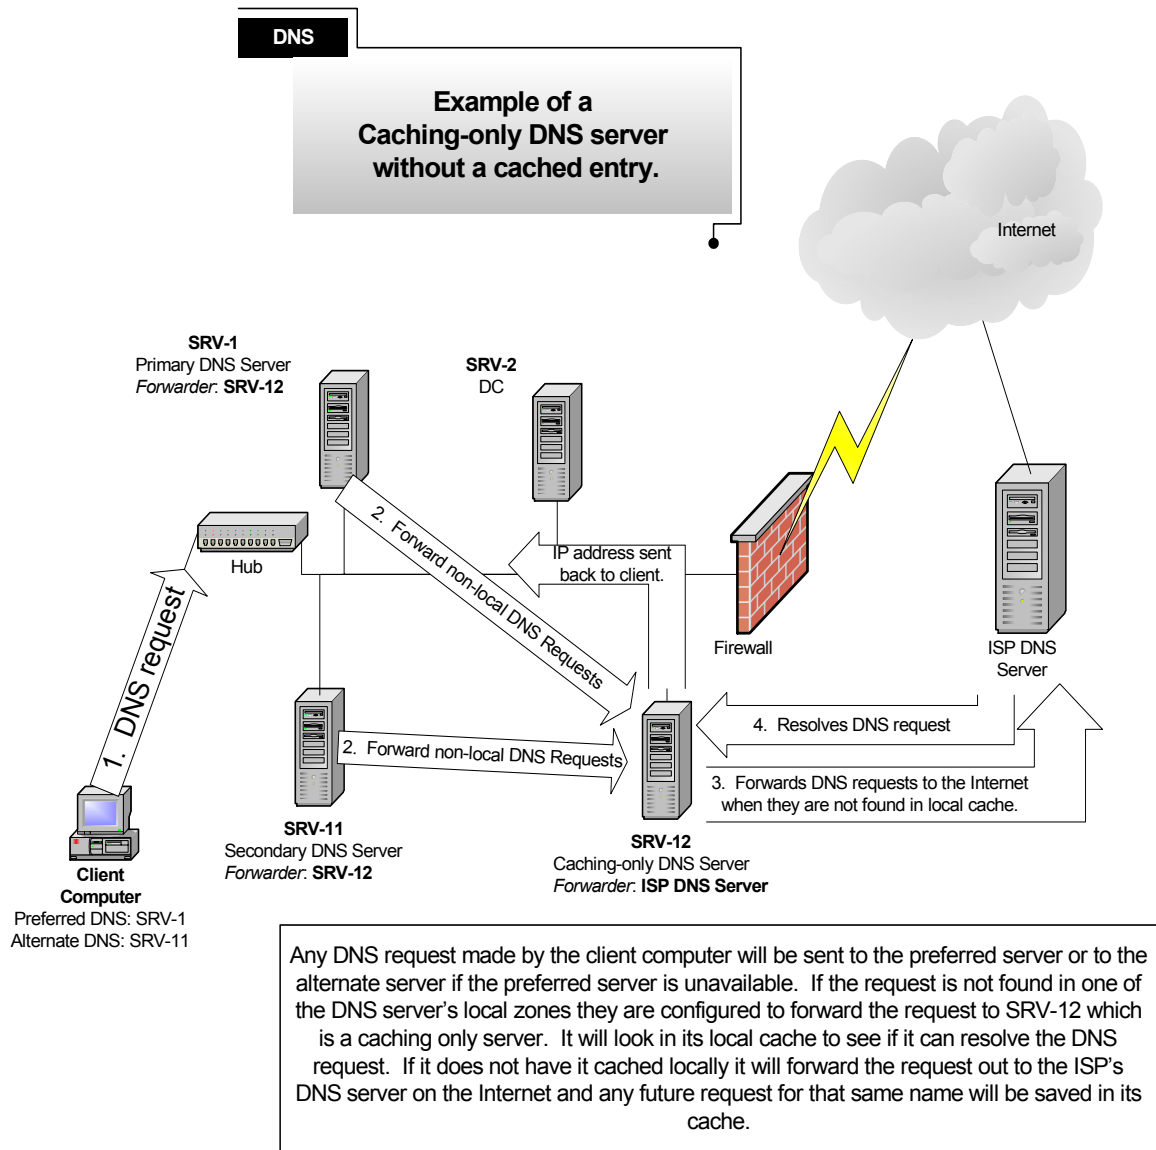 DNS
Example of a
Caching-only DNS server
without a cached entry.
Internet
SRV-1
Primary DNS Server
Forwarder: SRV-12
SRV-2
DC
2. Forward non-local DNS Requests
IP address sent
back to client.
Hub
1. DNS request
Firewall
ISP DNS
Server
4. Resolves DNS request
2. Forward non-local DNS Requests
3. Forwards DNS requests to the Internet
when they are not found in local cache.
SRV-11
Secondary DNS Server
Forwarder: SRV-12
SRV-12
Caching-only DNS Server
Forwarder: ISP DNS Server
Client
Computer
Preferred DNS: SRV-1
Alternate DNS: SRV-11
Any DNS request made by the client computer will be sent to the preferred server or to the
alternate server if the preferred server is unavailable. If the request is not found in one of
the DNS server's local zones they are configured to forward the request to SRV-12 which
is a caching only server. It will look in its local cache to see if it can resolve the DNS
request. If it does not have it cached locally it will forward the request out to the ISP's
DNS server on the Internet and any future request for that same name will be saved in its
cache.